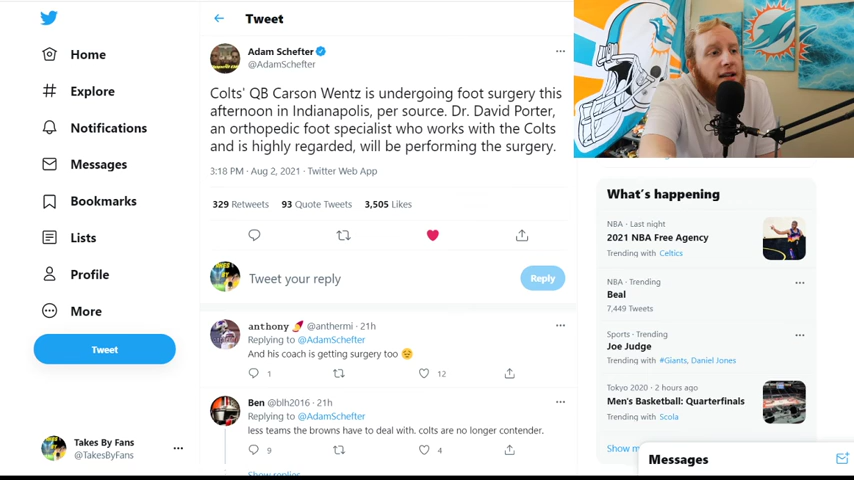 Tweet
Adam Schefter
@AdamSchefter
Colts' QB Carson Wentz is undergoing foot surgery this
afternoon in Indianapolis, per source. Dr. David Porter,
an orthopedic foot specialist who works with the Colts
and is highly regarded, will be performing the surgery.
3:18 PM · Aug 2, 2021 · Twitter Web App
329 Retweets 93 Quote Tweets 3,505 Likes
Tweet your reply
Reply
anthony @anthermi · 21h
Replying to @AdamSchefter
And his coach is getting surgery too
1 12
Ben @blh2016 · 21h
Replying to @AdamSchefter
less teams the browns have to deal with. colts are no longer contender.
9 4
Show replies
Home
Explore
Notifications
Messages
Bookmarks
Lists
Profile
More
Tweet
Takes By Fans
@TakesByFans
What's happening
NBA · Last night
2021 NBA Free Agency
Trending with Celtics
NBA · Trending
Beal
7,449 Tweets
Sports · Trending
Joe Judge
Trending with #Giants, Daniel Jones
Tokyo 2020 · 2 hours ago
Men's Basketball: Quarterfinals
Trending with Scola
Show
Messages